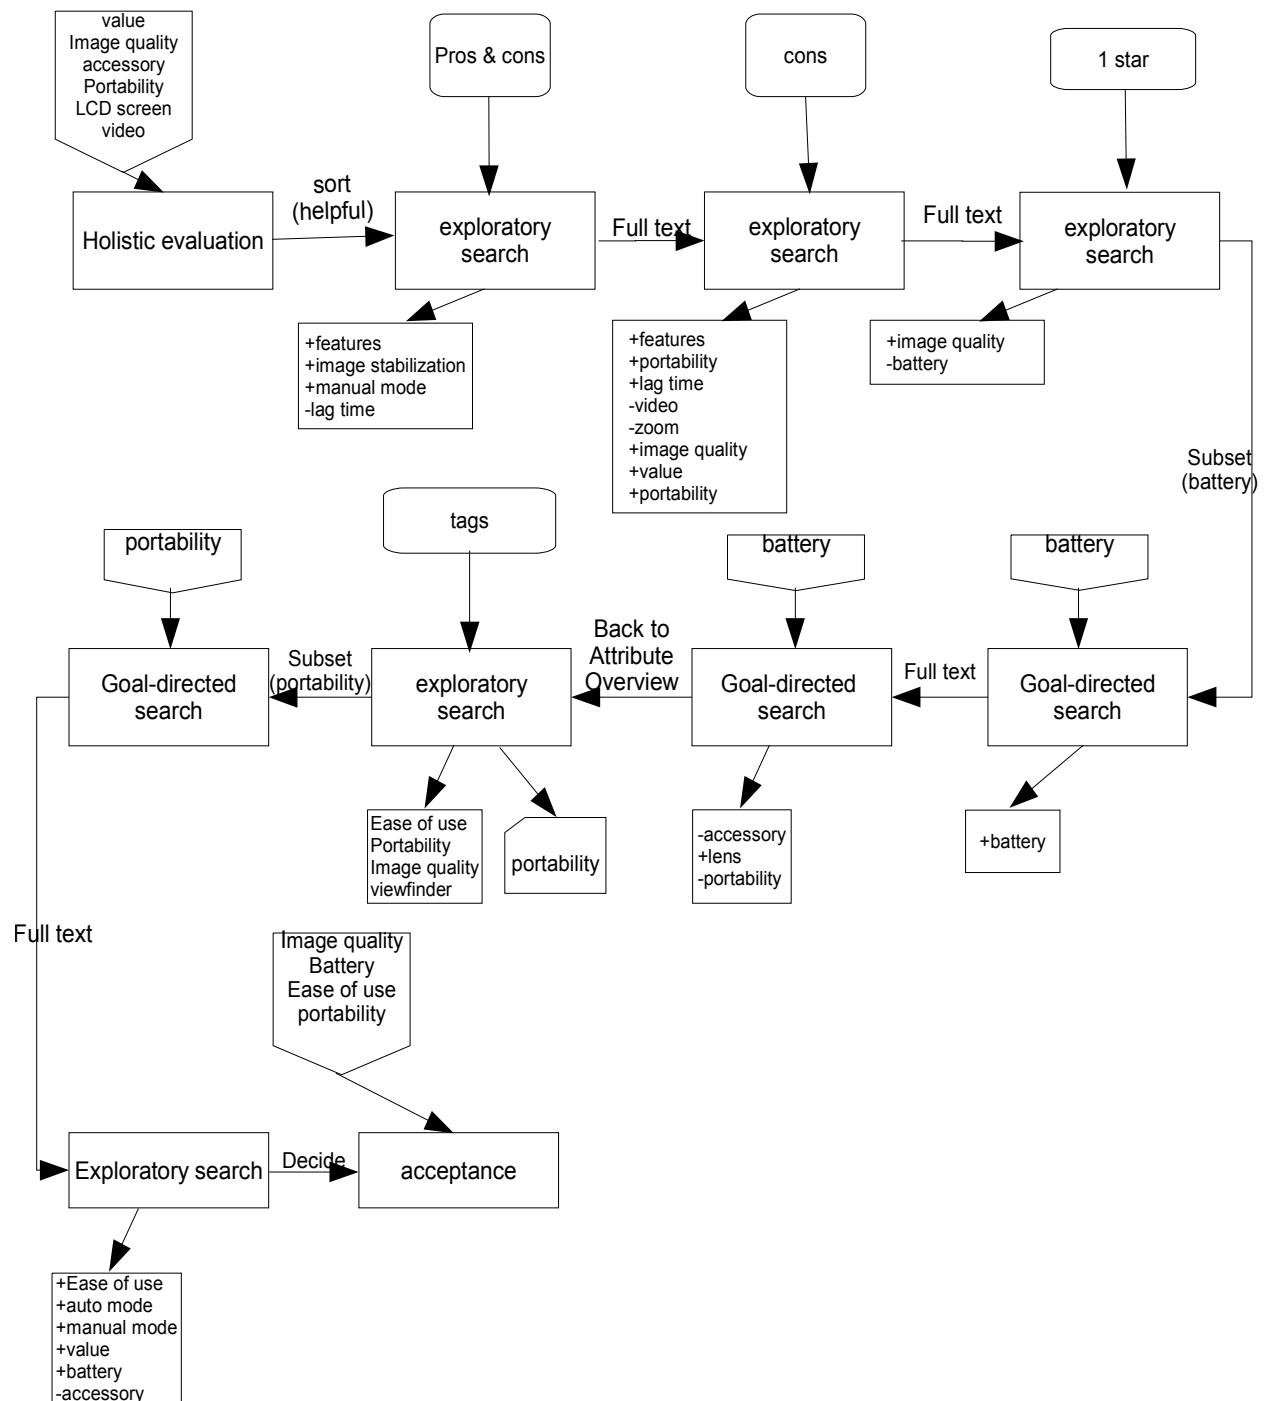 value
Image quality
accessory
Portability
LCD screen
video
Pros & cons
cons
1 star
Holistic evaluation
sort
(helpful)
exploratory
search
Full text
exploratory
search
Full text
exploratory
search
+features
+image stabilization
+manual mode
-lag time
+features
+portability
+lag time
-video
-zoom
+image quality
+value
+portability
+image quality
-battery
Subset
(battery)
portability
tags
battery
battery
Goal-directed
search
Subset
(portability)
exploratory
search
Back to
Attribute
Overview
Goal-directed
search
Full text
Goal-directed
search
Ease of use
Portability
Image quality
viewfinder
portability
-accessory
+lens
-portability
+battery
Full text
Image quality
Battery
Ease of use
portability
Exploratory search
Decide
acceptance
+Ease of use
+auto mode
+manual mode
+value
+battery
-accessory